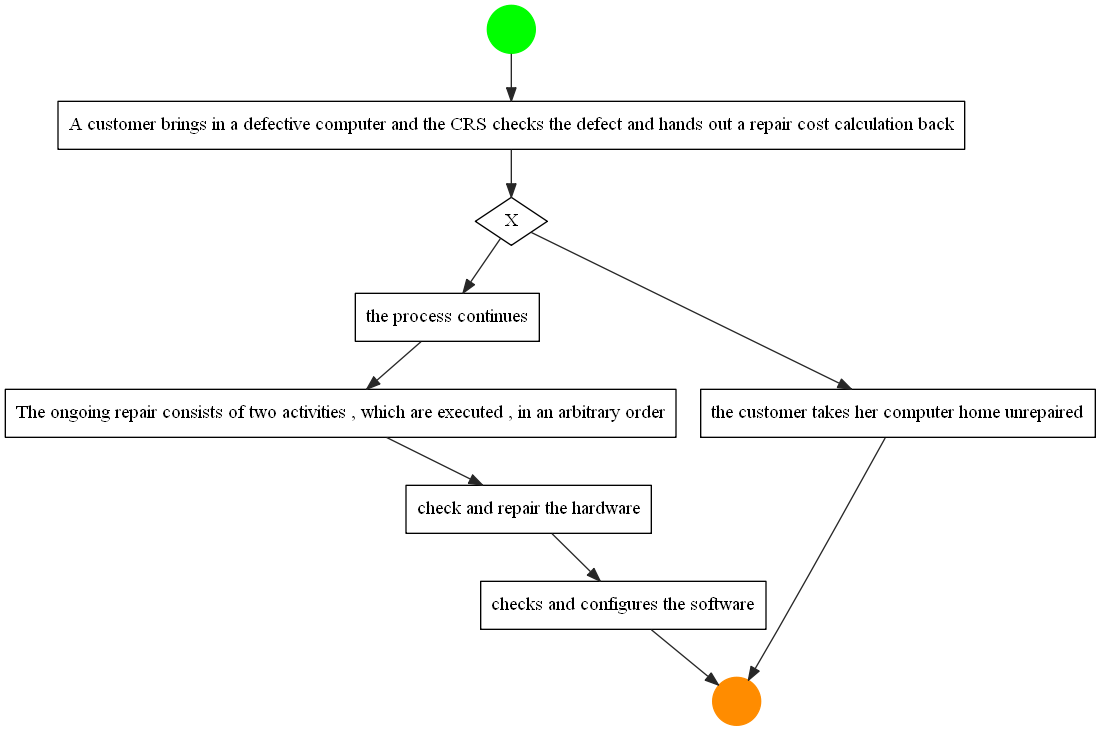 A customer brings in a defective computer and the CRS checks the defect and hands out a repair cost calculation back
X
the process continues
The ongoing repair consists of two activities , which are executed , in an arbitrary order
the customer takes her computer home unrepaired
check and repair the hardware
checks and configures the software